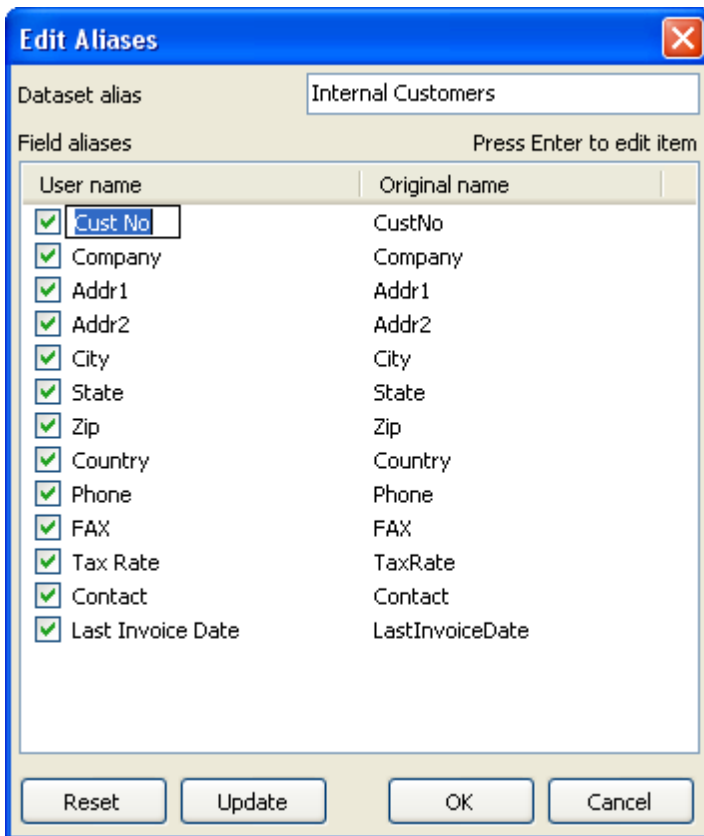 Edit Aliases
Dataset alias Internal Customers
Field aliases Press Enter to edit item
User name Original name
Cust No CustNo
Company Company
Addr1 Addr1
Addr2 Addr2
City City
State State
Zip Zip
Country Country
Phone Phone
FAX FAX
Tax Rate TaxRate
Contact Contact
Last Invoice Date LastInvoiceDate
Reset Update OK Cancel